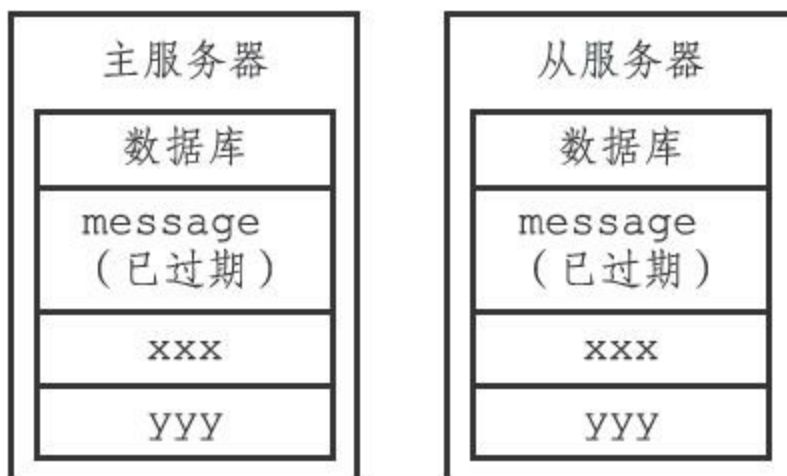 主服务器
数据库
message
（已过期）
xxx
yyy
从服务器
数据库
message
（已过期）
xxx
yyy